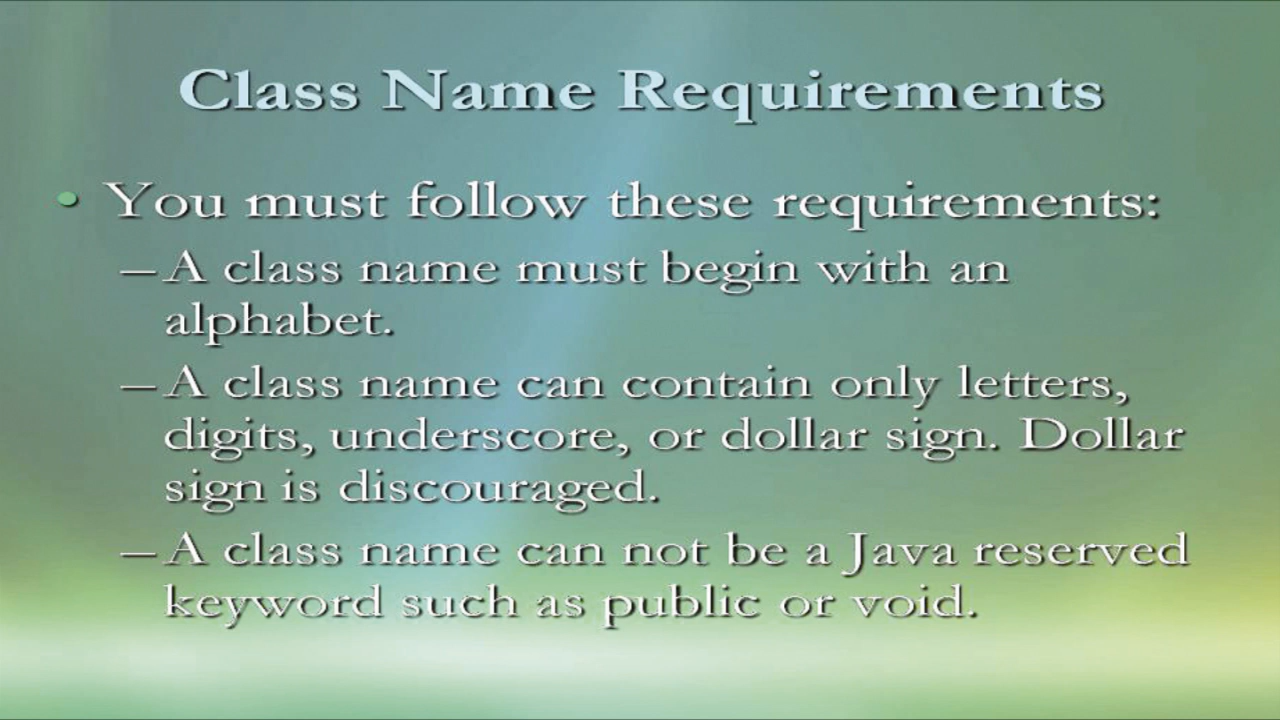 Class Name Requirements
• You must follow these requirements:
– A class name must begin with an
alphabet.
– A class name can contain only letters,
digits, underscore, or dollar sign. Dollar
sign is discouraged.
– A class name can not be a Java reserved
keyword such as public or void.